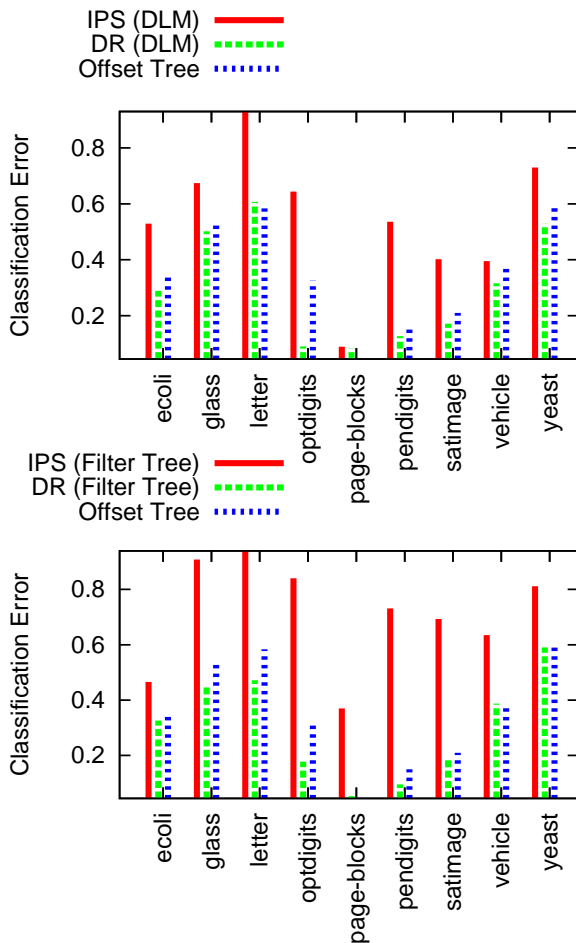 IPS (DLM)
DR (DLM)
Offset Tree
Classification Error
0.8
0.6
0.4
0.2
ecoli
glass
letter
optdigits
page-blocks
pendigits
satimage
vehicle
yeast
IPS (Filter Tree)
DR (Filter Tree)
Offset Tree
Classification Error
0.8
0.6
0.4
0.2
ecoli
glass
letter
optdigits
page-blocks
pendigits
satimage
vehicle
yeast